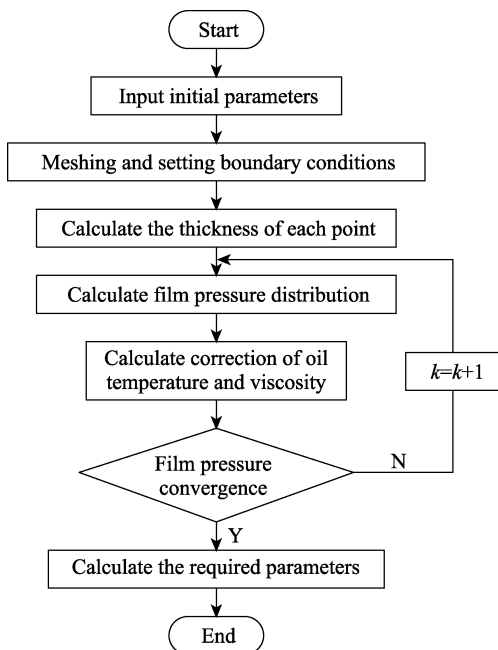 Start
Input initial parameters
Meshing and setting boundary conditions
Calculate the thickness of each point
Calculate film pressure distribution
Calculate correction of oil
temperature and viscosity
k=k+1
Film pressure
convergence
N
Y
Calculate the required parameters
End